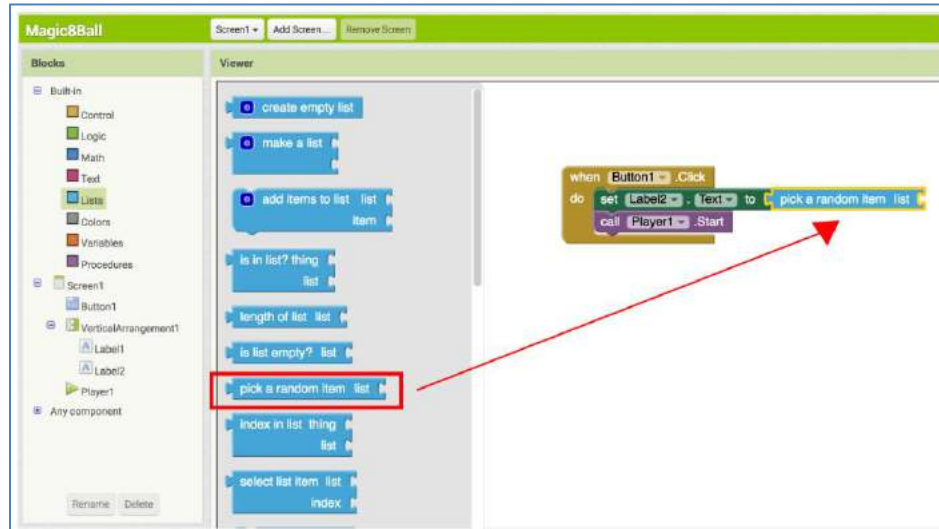 Magic8Ball
Screen1 Add Screen ... Remove Screen
Blocks
Viewer
Built-in
Control
Logic
Math
Text
Lists
Colors
Variables
Procedures
Screen1
Button1
VerticalArrangement1
Label1
Label2
Player1
Any component
Rename Delete
create empty list
make a list
add items to list list
item
is in list? thing
list
length of list list
is list empty? list
pick a random item list
index in list thing
list
select list item list
index
when Button1 .Click
do set Label2 . Text to pick a random item list
call Player1 .Start